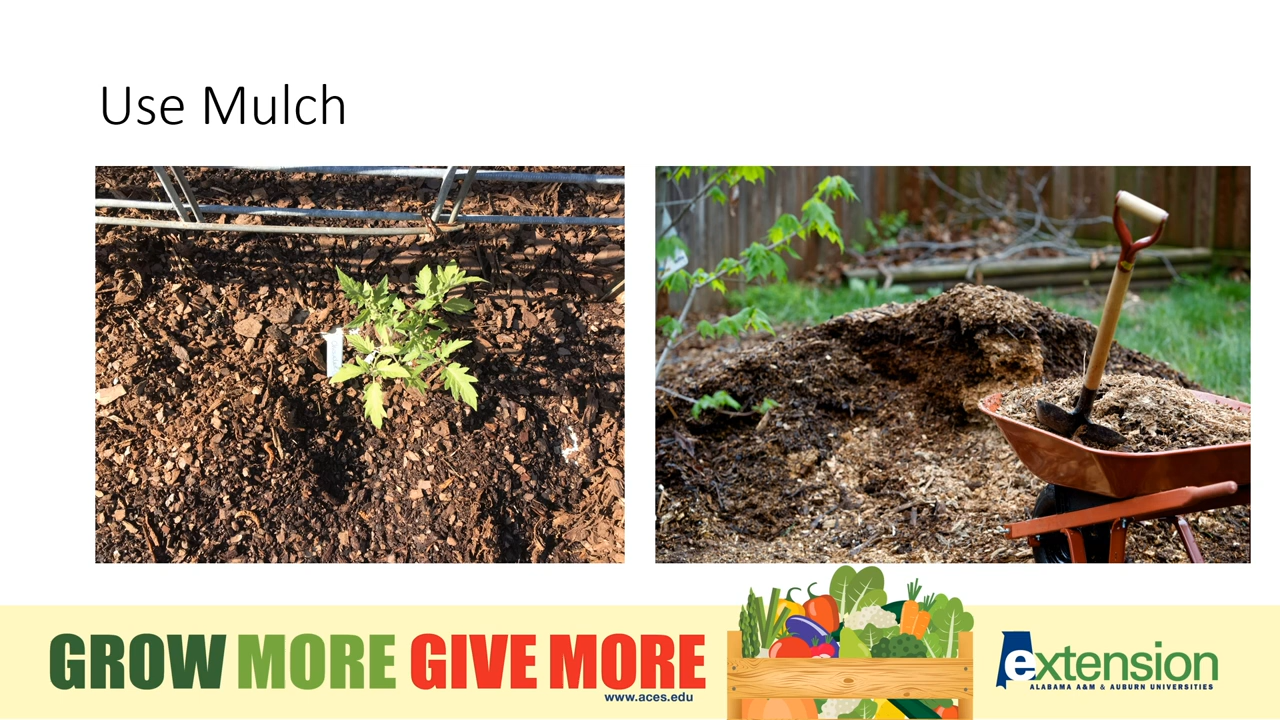 Use Mulch
GROW MORE GIVE MORE
www.aces.edu
extension
ALABAMA A&M & AUBURN UNIVERSITIES